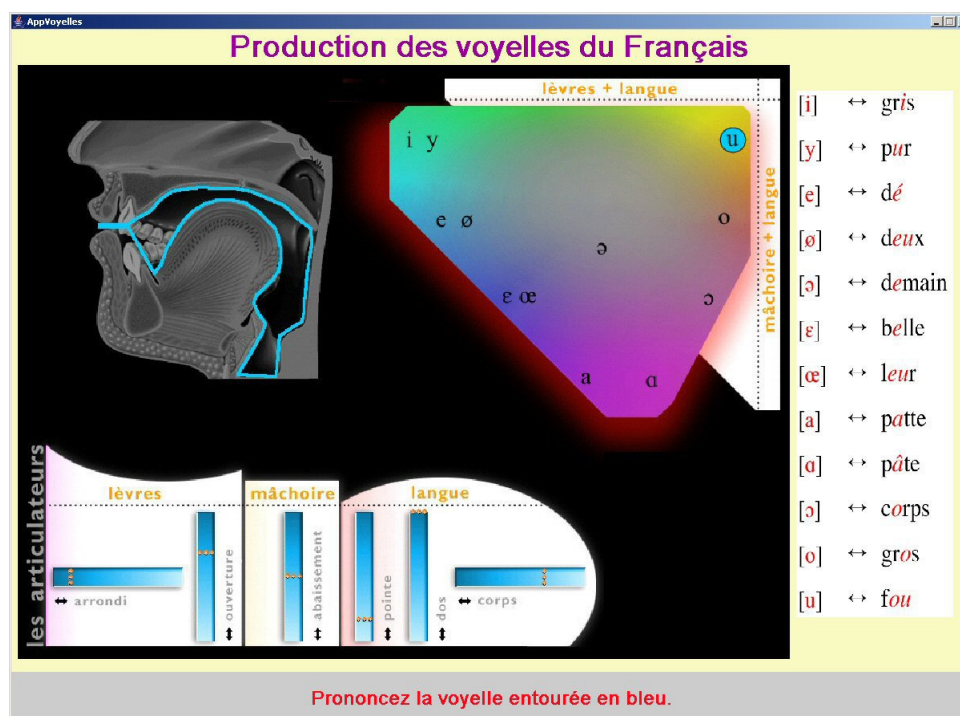 AppVoyelles
Production des voyelles du Français
lèvres + langue
mâchoire + langue
i y
u
e ø
o
ə
ε œ
ɔ
a
ɑ
[i] ↔ gris
[y] ↔ pur
[e] ↔ dé
[ø] ↔ deux
[ɔ] ↔ demain
[ε] ↔ belle
[œ] ↔ leur
[a] ↔ patte
[ɑ] ↔ pâte
[ɔ] ↔ corps
[o] ↔ gros
[u] ↔ fou
les articulateurs
lèvres
mâchoire
langue
↔ arrondi
↔ ouverture
↔ abaissement
↔ pointe
↔ dos
↔ corps
Prononcez la voyelle entourée en bleu.